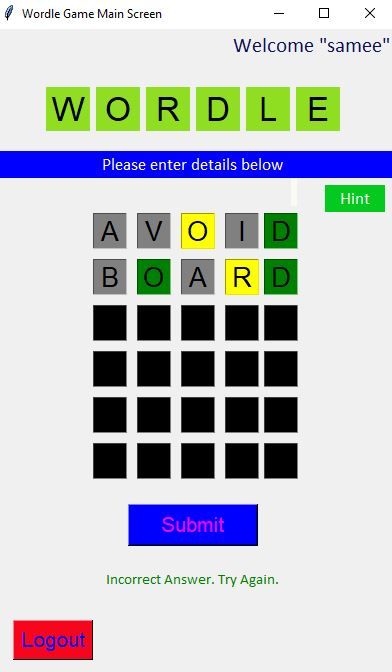 Wordle Game Main Screen
Welcome "samee"
W O R D L E
Please enter details below
Hint
A V O I D
B O A R D
Submit
Incorrect Answer. Try Again.
Logout